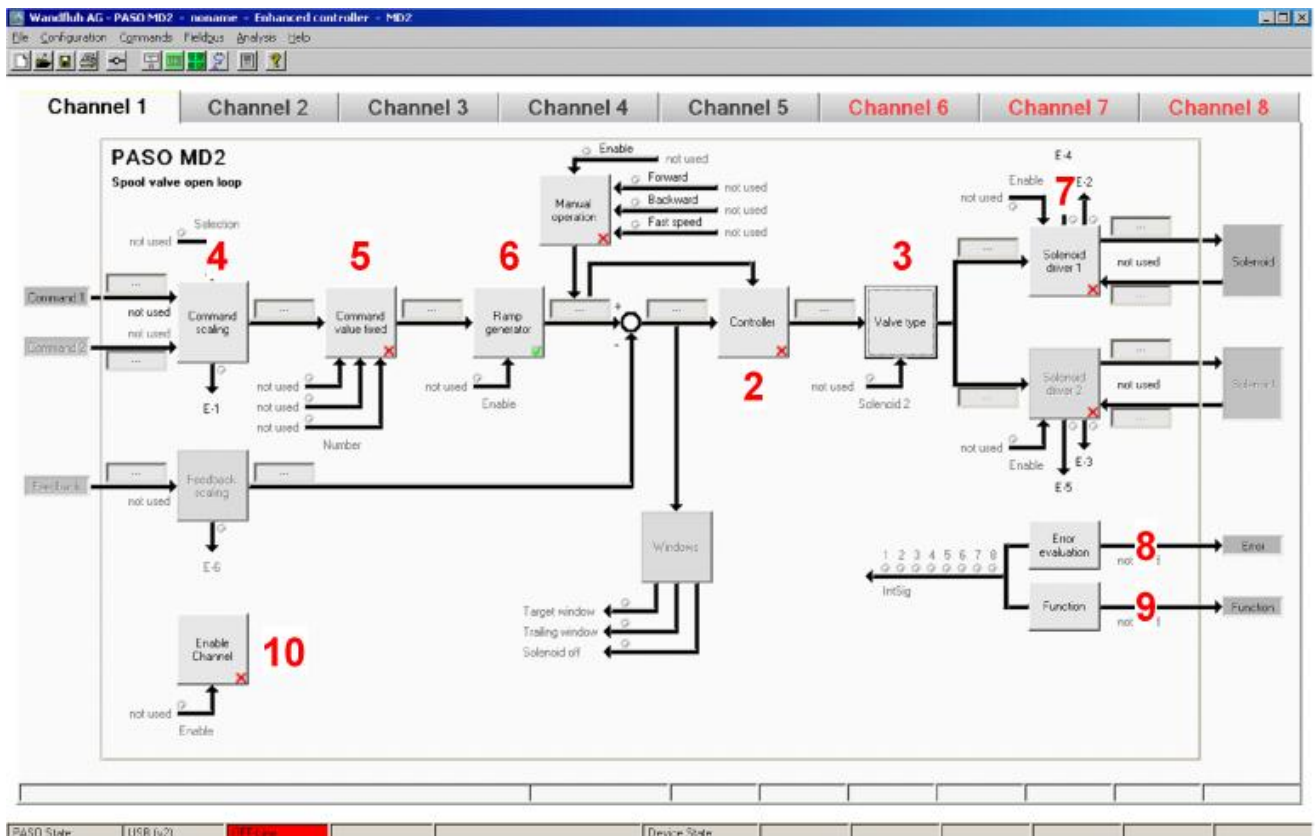 Wandfluh AG - PASO MD2 - noname - Enhanced controller - MD2
File Configuration Commands Fieldbus Analysis Help
Channel 1 Channel 2 Channel 3 Channel 4 Channel 5 Channel 6 Channel 7 Channel 8
PASO MD2
Spool valve open loop
Enable
not used
Forward
not used
Backward
not used
Fast speed
not used
Manual operation
E-4
Enable
7
E-2
not used
Selection
not used
4
5
6
3
Command 1
...
not used
Command scaling
...
Command value fixed
...
Ramp generator
...
+
-
...
Controller
...
Valve type
...
Solenoid driver 1
...
not used
...
Solenoid
Command 2
not used
...
E-1
not used
not used
not used
Number
not used
Enable
2
not used
Solenoid 2
...
Solenoid driver 2
...
not used
...
Solenoid
not used
Enable
E-3
E-5
Feedback
...
not used
Feedback scaling
...
E-6
Windows
Target window
Trailing window
Solenoid off
1 2 3 4 5 6 7 8
IntSig
Error evaluation
8
not
Error
Function
9
not
Function
Enable Channel
10
not used
Enable
PASO State: USB (v2) OFF-Line Device State